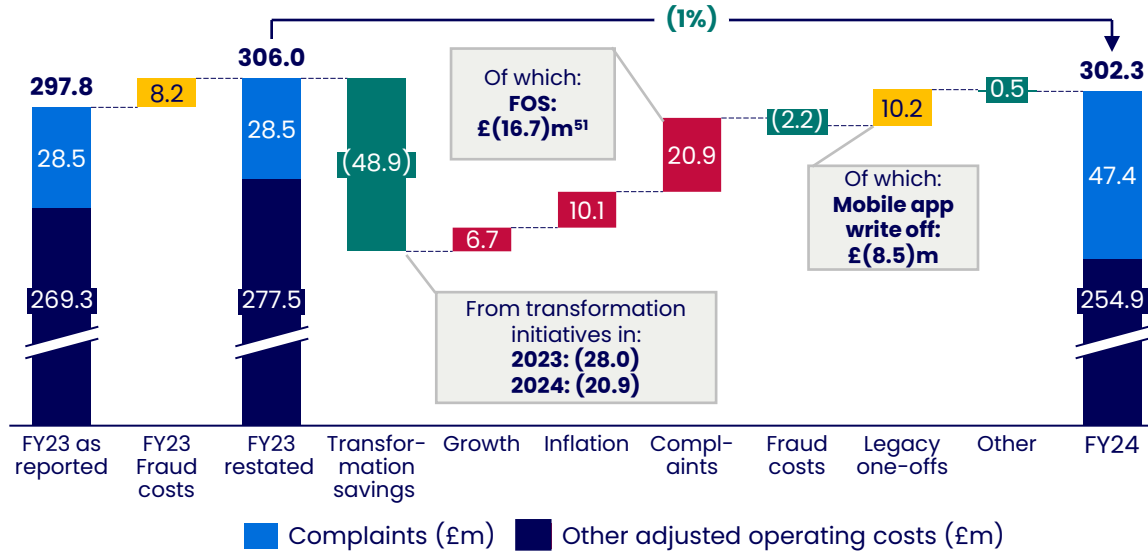 (1%)
297.8
8.2
306.0
302.3
28.5
28.5
(48.9)
6.7
10.1
20.9
(2.2)
10.2
0.5
47.4
269.3
277.5
254.9
Of which:
FOS:
£(16.7)m⁵¹
Of which:
Mobile app
write off:
£(8.5)m
From transformation
initiatives in:
2023: (28.0)
2024: (20.9)
FY23 as
reported
FY23
Fraud
costs
FY23
restated
Transfor-
mation
savings
Growth
Inflation
Compl-
aints
Fraud
costs
Legacy
one-offs
Other
FY24
Complaints (£m)
Other adjusted operating costs (£m)